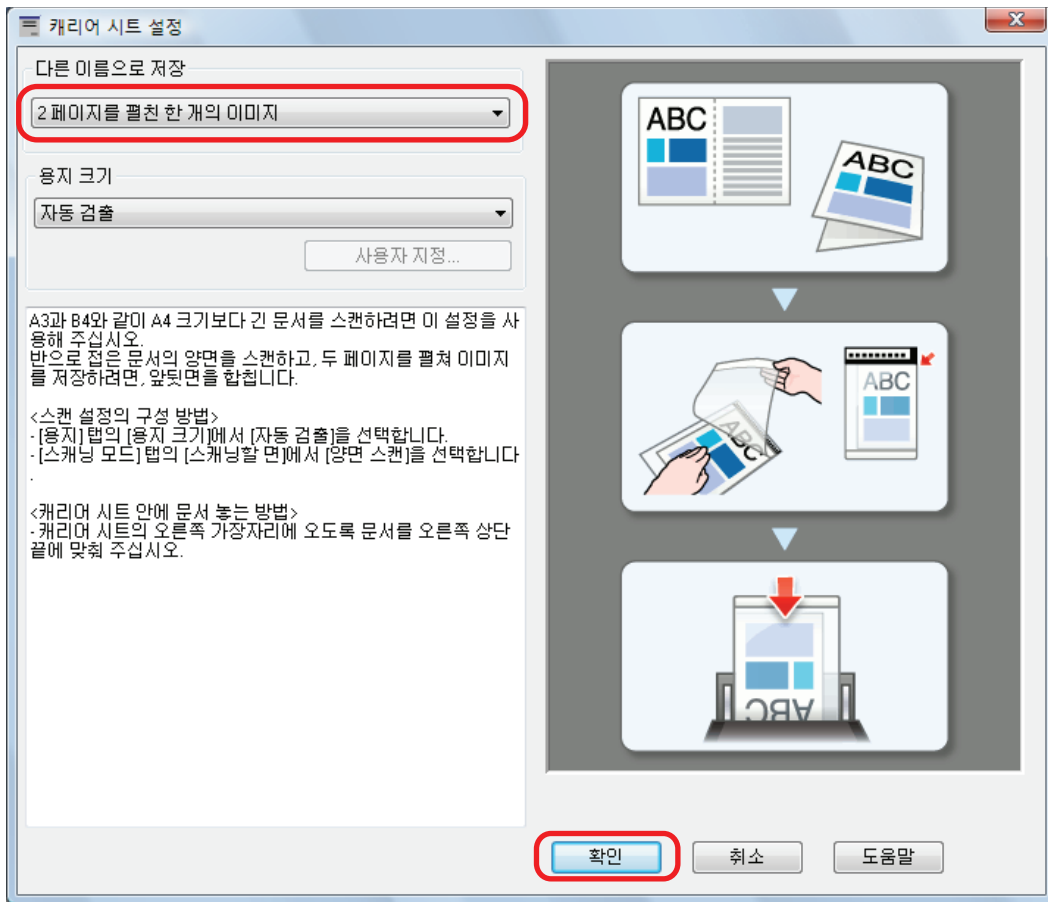 캐리어 시트 설정
다른 이름으로 저장
2 페이지를 펼친 한 개의 이미지
용지 크기
자동 검출
사용자 지정...
A3과 B4와 같이 A4 크기보다 긴 문서를 스캔하려면 이 설정을 사
용해 주십시오.
반으로 접은 문서의 양면을 스캔하고, 두 페이지를 펼쳐 이미지
를 저장하려면, 앞뒷면을 합칩니다.
<스캔 설정의 구성 방법>
- [용지] 탭의 [용지 크기]에서 [자동 검출]을 선택합니다.
- [스캐닝 모드] 탭의 [스캐닝할 면]에서 [양면 스캔]을 선택합니다
.
<캐리어 시트 안에 문서 놓는 방법>
- 캐리어 시트의 오른쪽 가장자리에 오도록 문서를 오른쪽 상단
끝에 맞춰 주십시오.
ABC
ABC
ABC
ABC
ABC
확인
취소
도움말